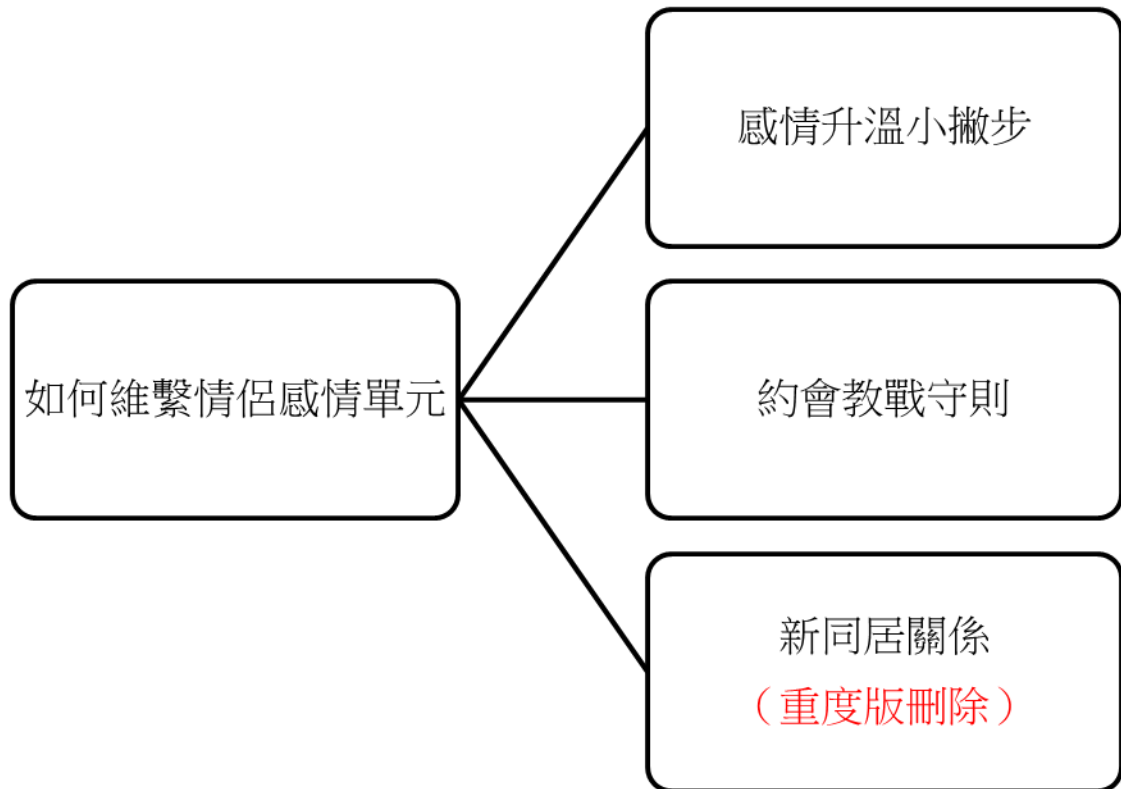 感情升溫小撇步
如何維繫情侶感情單元
約會教戰守則
新同居關係
（重度版刪除）